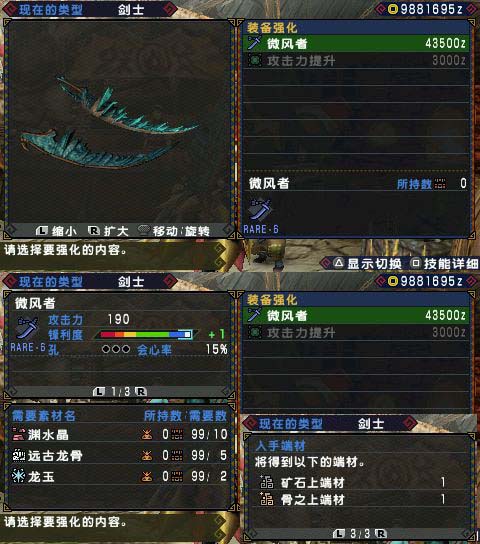 现在的类型 剑士
9881695z
装备强化
微风者 43500z
攻击力提升 3000z
微风者 所持数 0
RARE-6
L 缩小 R 扩大 移动/旋转
请选择要强化的内容。
△显示切换 □技能详细
现在的类型 剑士
9881695z
微风者
攻击力 190
锋利度 +1
RARE-6 孔 ○○○ 会心率 15%
L 1/3 R
装备强化
微风者 43500z
攻击力提升 3000z
需要素材名 所持数/需要数
渊水晶 0 99/10
远古龙骨 0 99/ 5
龙玉 0 99/ 2
请选择要强化的内容。
现在的类型 剑士
入手端材
将得到以下的端材。
矿石上端材 1
骨之上端材 1
L 3/3 R